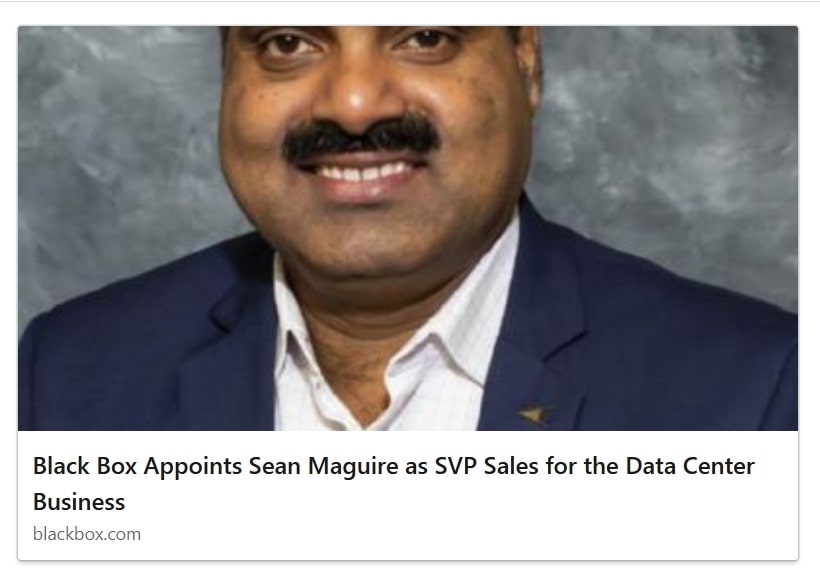 Black Box Appoints Sean Maguire as SVP Sales for the Data Center
Business
blackbox.com